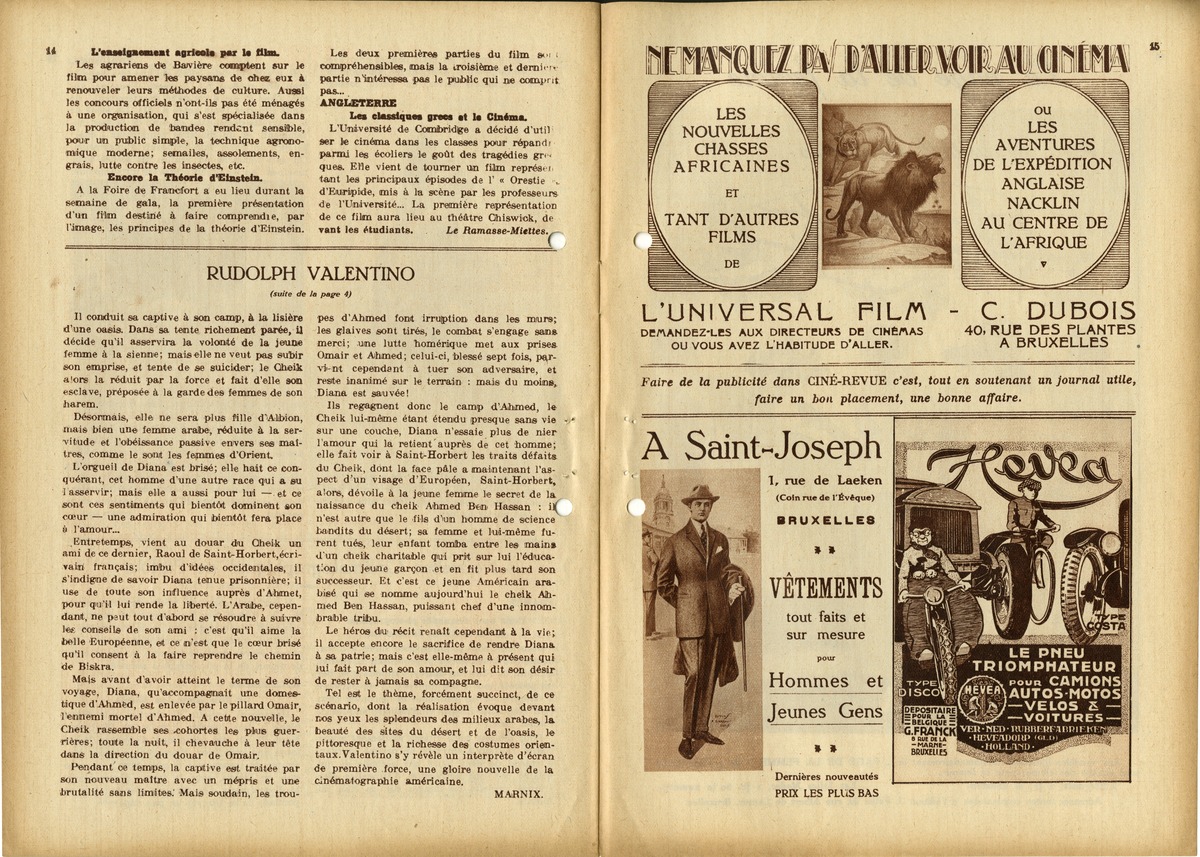 14
L'enseignement agricole par le film.
Les agrariens de Bavière comptent sur le
film pour amener les paysans de chez eux à
renouveler leurs méthodes de culture. Aussi
les concours officiels n'ont-ils pas été ménagés
à une organisation, qui s'est spécialisée dans
la production de bandes rendant sensible,
pour un public simple, la technique agrono-
mique moderne; semailes, assolements, en-
grais, lutte contre les insectes, etc.
Encore la Théorie d'Einstein.
A la Foire de Francfort a eu lieu durant la
semaine de gala, la première présentation
d'un film destiné à faire comprendre, par
l'image, les principes de la théorie d'Einstein.
Les deux premières parties du film
compréhensibles, mais la troisième et dernière
partie n'intéressa pas le public qui ne comprit
pas...
ANGLETERRE
Les classiques grecs et le Cinéma.
L'Université de Combridge a décidé d'util
ser le cinéma dans les classes pour répand
parmi les écoliers le goût des tragédies grec
ques. Elle vient de tourner un film représen
tant les principaux épisodes de l' « Orestie
d'Euripide, mis à la scène par les professeurs
de l'Université... La première représentation
de ce film aura lieu au théâtre Chiswick, de
vant les étudiants. Le Ramasse-Miettes.
RUDOLPH VALENTINO
(suite de la page 4)
Il conduit sa captive à son camp, à la lisière
d'une oasis. Dans sa tente richement parée, il
décide qu'il asservira la volonté de la jeune
femme à la sienne; mais elle ne veut pas subir
son emprise, et tente de se suicider; le Cheik
alors la réduit par la force et fait d'elle son
esclave, préposée à la garde des femmes de son
harem.
Désormais, elle ne sera plus fille d'Albion,
mais bien une femme arabe, réduite à la ser-
vitude et l'obéissance passive envers ses maî-
tres, comme le sont les femmes d'Orient.
L'orgueil de Diana est brisé; elle hait ce con-
quérant, cet homme d'une autre race qui a su
l'asservir; mais elle a aussi pour lui — et ce
sont ces sentiments qui bientôt dominent son
cœur — une admiration qui bientôt fera place
à l'amour...
Entretemps, vient au douar du Cheik un
ami de ce dernier, Raoul de Saint-Horbert, écri-
vain français; imbu d'idées occidentales, il
s'indigne de savoir Diana tenue prisonnière; il
use de toute son influence auprès d'Ahmet,
pour qu'il lui rende la liberté. L'Arabe, cepen-
dant, ne peut tout d'abord se résoudre à suivre
les conseils de son ami : c'est qu'il aime la
belle Européenne, et ce n'est que le cœur brisé
qu'il consent à la faire reprendre le chemin
de Biskra.
Mais avant d'avoir atteint le terme de son
voyage, Diana, qu'accompagnait une domes-
tique d'Ahmed, est enlevée par le pillard Omair,
l'ennemi mortel d'Ahmed. A cette nouvelle, le
Cheik rassemble ses cohortes les plus guer-
rières; toute la nuit, il chevauche à leur tête
dans la direction du douar de Omair.
Pendant ce temps, la captive est traitée par
son nouveau maître avec un mépris et une
brutalité sans limites. Mais soudain, les trou-
pes d'Ahmed font irruption dans les murs;
les glaives sont tirés, le combat s'engage sans
merci; une lutte homérique met aux prises
Omair et Ahmed; celui-ci, blessé sept fois, par-
vient cependant à tuer son adversaire, et
reste inanimé sur le terrain : mais du moins,
Diana est sauvée!
Ils regagnent donc le camp d'Ahmed, le
Cheik lui-même étant étendu presque sans vie
sur une couche, Diana n'essaie plus de nier
l'amour qui la retient auprès de cet homme;
elle fait voir à Saint-Horbert les traits défaits
du Cheik, dont la face pâle a maintenant l'as-
pect d'un visage d'Européen, Saint-Horbert,
alors, dévoile à la jeune femme le secret de la
naissance du cheik Ahmed Ben Hassan : il
n'est autre que le fils d'un homme de science
bandits du désert; sa femme et lui-même fu-
rent tués, leur enfant tomba entre les mains
d'un cheik charitable qui prit sur lui l'éduca-
tion du jeune garçon et en fit plus tard son
successeur. Et c'est ce jeune Américain ara-
bisé qui se nomme aujourd'hui le cheik Ah-
med Ben Hassan, puissant chef d'une innom-
brable tribu.
Le héros du récit renaît cependant à la vie;
il accepte encore le sacrifice de rendre Diana
à sa patrie; mais c'est elle-même à présent qui
lui fait part de son amour, et lui dit son désir
de rester à jamais sa compagne.
Tel est le thème, forcément succinct, de ce
scénario, dont la réalisation évoque devant
nos yeux les splendeurs des milieux arabes, la
beauté des sites du désert et de l'oasis, le
pittoresque et la richesse des costumes orien-
taux. Valentino s'y révèle un interprète d'écran
de première force, une gloire nouvelle de la
cinématographie américaine.
MARNIX.
15
NE MANQUEZ PAS D'ALLER VOIR AU CINÉMA
LES
NOUVELLES
CHASSES
AFRICAINES
ET
TANT D'AUTRES
FILMS
DE
OU
LES
AVENTURES
DE L'EXPÉDITION
ANGLAISE
NACKLIN
AU CENTRE DE
L'AFRIQUE
L'UNIVERSAL FILM - C. DUBOIS
DEMANDEZ-LES AUX DIRECTEURS DE CINÉMAS
OU VOUS AVEZ L'HABITUDE D'ALLER.
40, RUE DES PLANTES
A BRUXELLES
Faire de la publicité dans CINÉ-REVUE c'est, tout en soutenant un journal utile,
faire un bon placement, une bonne affaire.
A Saint-Joseph
1, rue de Laeken
(Coin rue de l'Évêque)
BRUXELLES
VÊTEMENTS
tout faits et
sur mesure
pour
Hommes et
Jeunes Gens
Dernières nouveautés
PRIX LES PLUS BAS
Hevea
TYPE
COSTA
TYPE
DISCO
LE PNEU
TRIOMPHATEUR
POUR CAMIONS
AUTOS·MOTOS
VELOS &
VOITURES
HEVEA
DEPOSITAIRE
POUR LA
BELGIQUE
G. FRANCK
6 RUE DE LA
MARNE
BRUXELLES
VER·NED·RUBBERFABRIEKEN
HEVEADORP (GLD)
HOLLAND